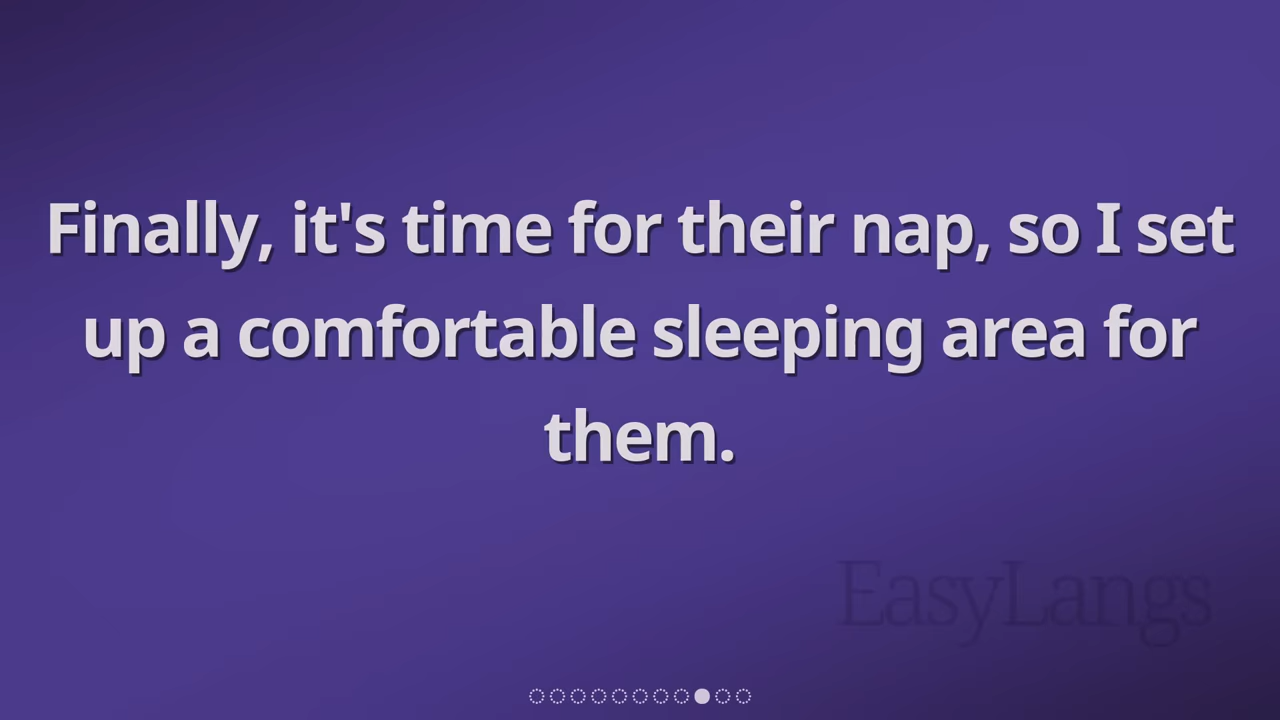 Finally, it's time for their nap, so I set
up a comfortable sleeping area for
them.
EasyLangs